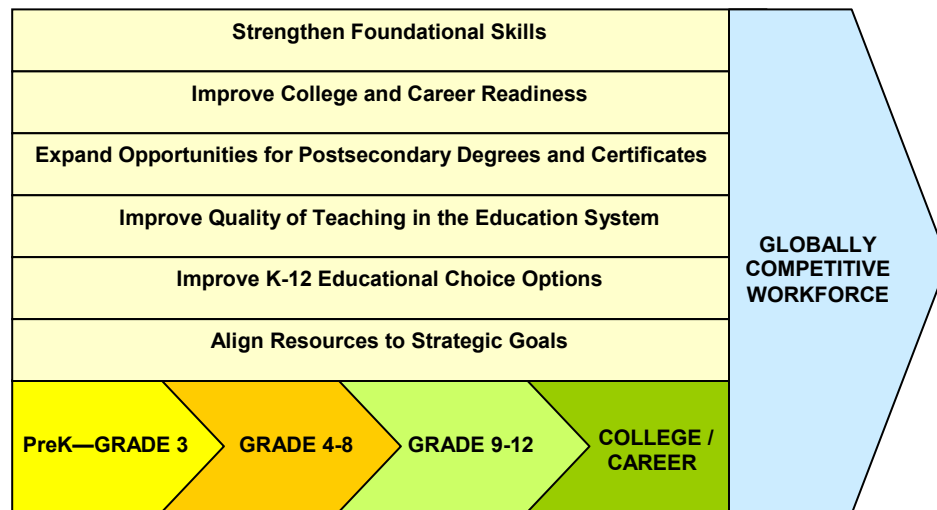 Strengthen Foundational Skills
Improve College and Career Readiness
Expand Opportunities for Postsecondary Degrees and Certificates
Improve Quality of Teaching in the Education System
Improve K-12 Educational Choice Options
Align Resources to Strategic Goals
GLOBALLY
COMPETITIVE
WORKFORCE
PreK—GRADE 3
GRADE 4-8
GRADE 9-12
COLLEGE /
CAREER